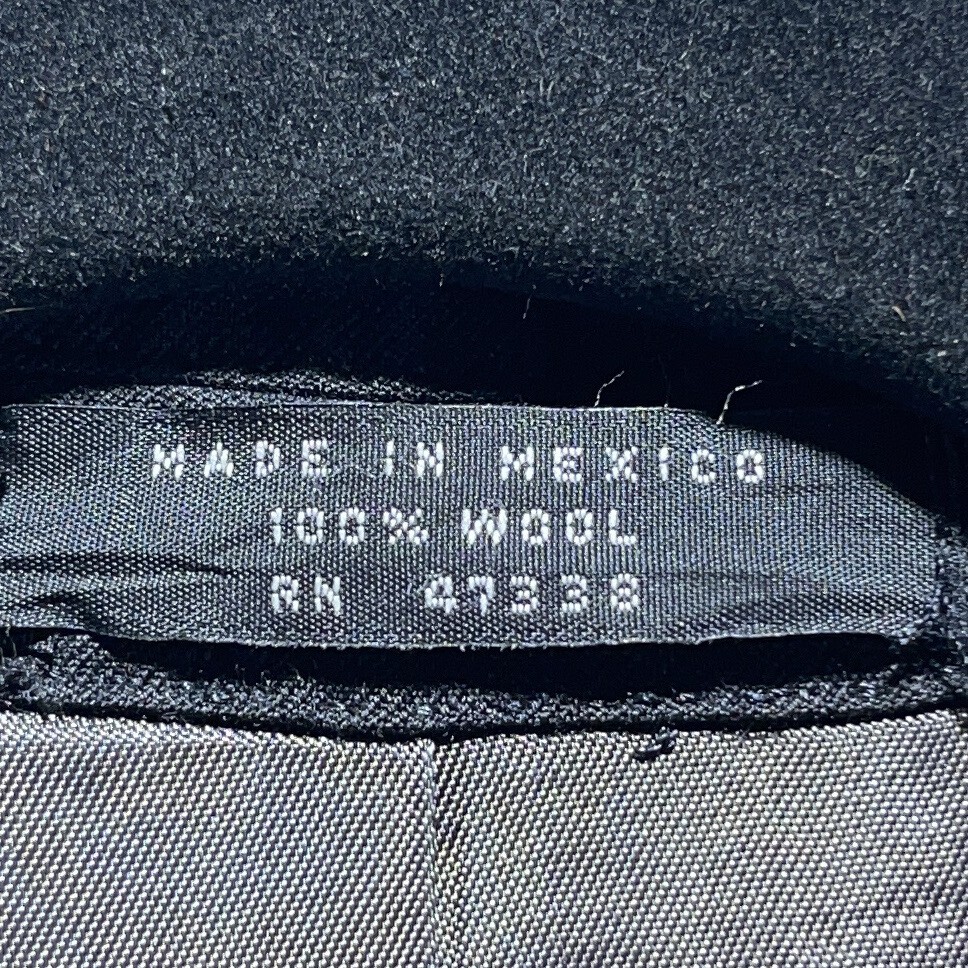 MADE IN MEXICO
100% WOOL
RN 47338